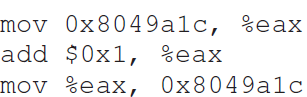 mov 0x8049a1c, %eax
add $0x1, %eax
mov %eax, 0x8049a1c